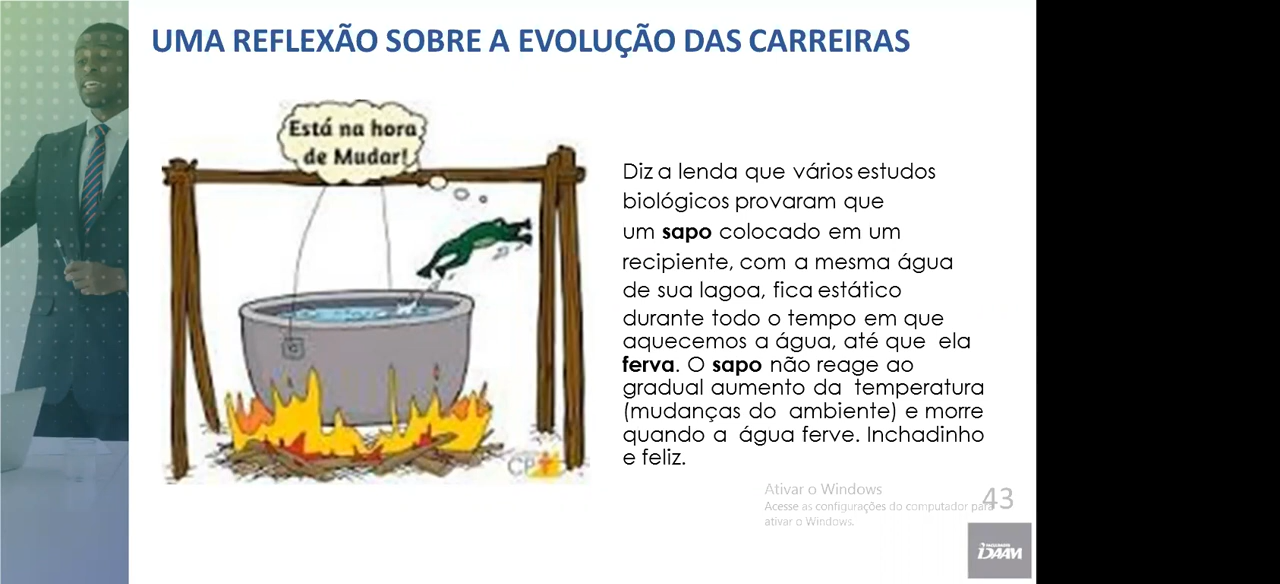 UMA REFLEXÃO SOBRE A EVOLUÇÃO DAS CARREIRAS
Está na hora
de Mudar!
Diz a lenda que vários estudos
biológicos provaram que
um sapo colocado em um
recipiente, com a mesma água
de sua lagoa, fica estático
durante todo o tempo em que
aquecemos a água, até que ela
ferva. O sapo não reage ao
gradual aumento da temperatura
(mudanças do ambiente) e morre
quando a água ferve. Inchadinho
e feliz.
Ativar o Windows
Acesse as configurações do computador para
ativar o Windows.
43
CPT
IDAAM